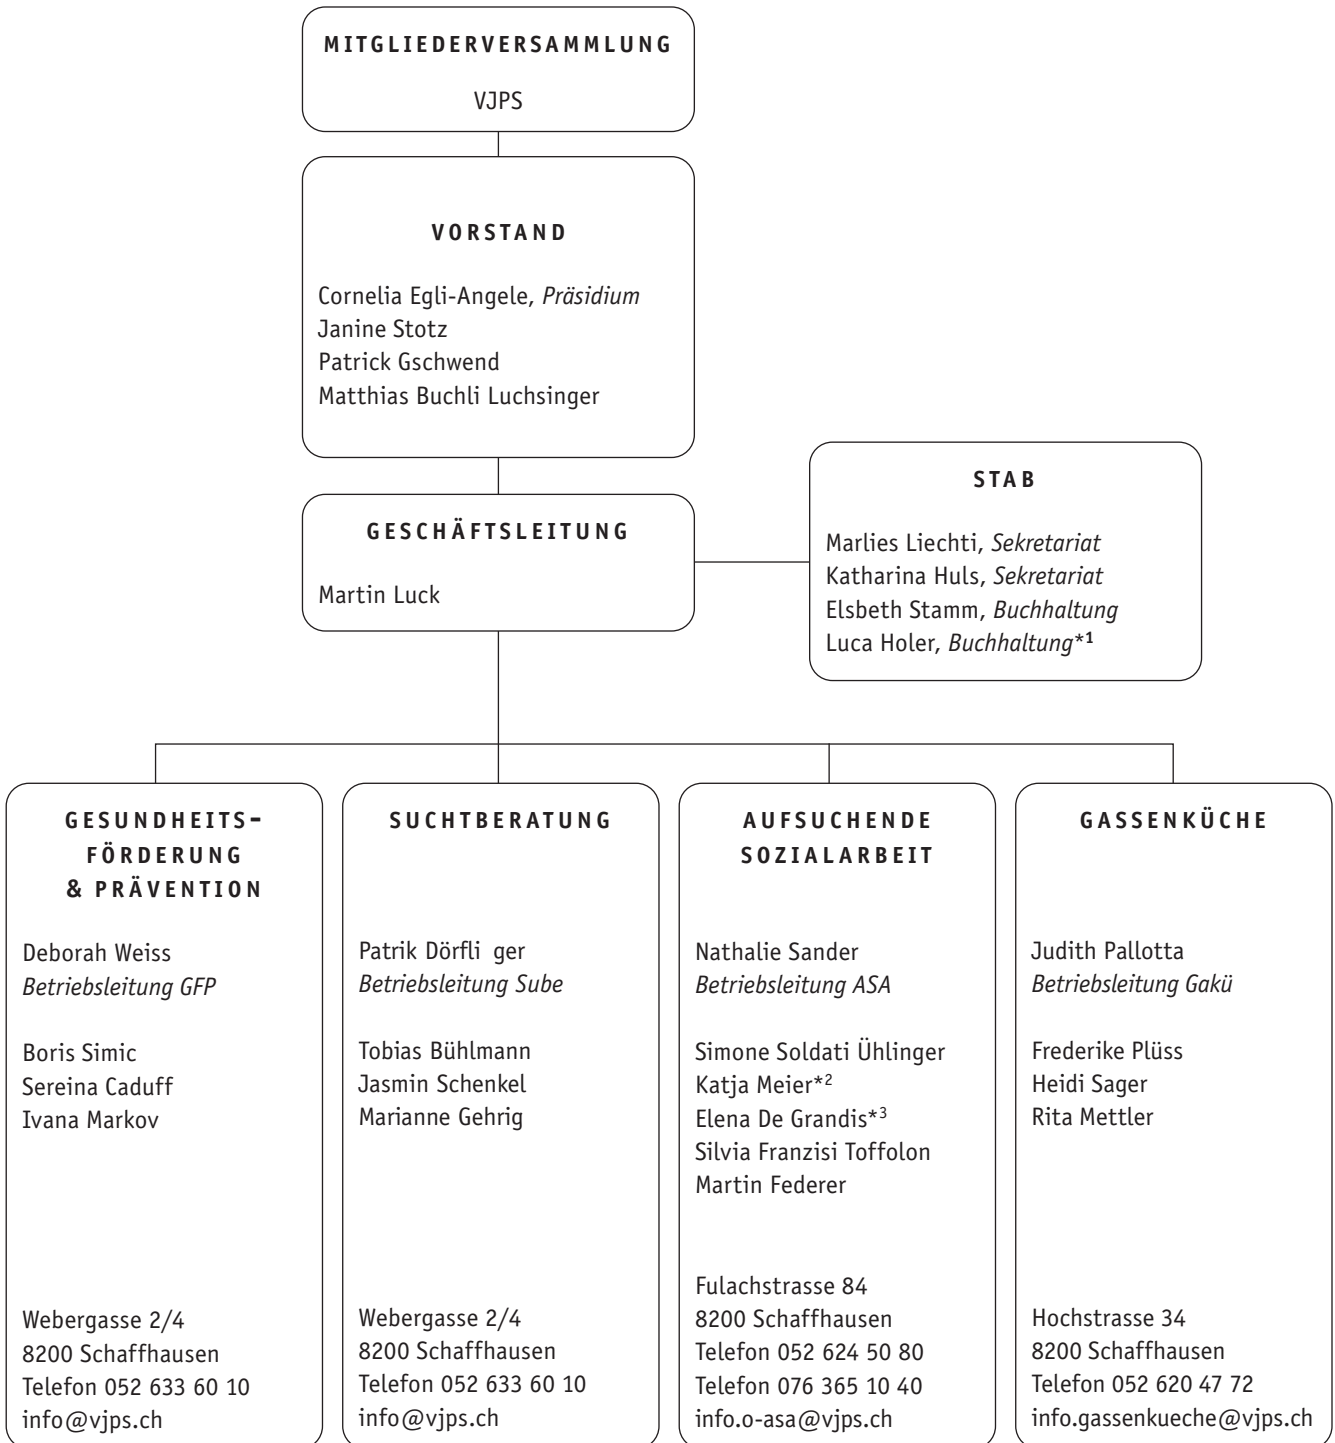 MITGLIEDERVERSAMMLUNG
VJPS
VORSTAND
Cornelia Egli-Angele, Präsidium
Janine Stotz
Patrick Gschwend
Matthias Buchli Luchsinger
GESCHÄFTSLEITUNG
Martin Luck
STAB
Marlies Liechti, Sekretariat
Katharina Huls, Sekretariat
Elsbeth Stamm, Buchhaltung
Luca Holer, Buchhaltung*1
GESUNDHEITS-
FÖRDERUNG
& PRÄVENTION
Deborah Weiss
Betriebsleitung GFP
Boris Simic
Sereina Caduff
Ivana Markov
Webergasse 2/4
8200 Schaffhausen
Telefon 052 633 60 10
info@vjps.ch
SUCHTBERATUNG
Patrik Dörfli ger
Betriebsleitung Sube
Tobias Bühlmann
Jasmin Schenkel
Marianne Gehrig
Webergasse 2/4
8200 Schaffhausen
Telefon 052 633 60 10
info@vjps.ch
AUFSUCHENDE
SOZIALARBEIT
Nathalie Sander
Betriebsleitung ASA
Simone Soldati Ühlinger
Katja Meier*2
Elena De Grandis*3
Silvia Franzisi Toffolon
Martin Federer
Fulachstrasse 84
8200 Schaffhausen
Telefon 052 624 50 80
Telefon 076 365 10 40
info.o-asa@vjps.ch
GASSENKÜCHE
Judith Pallotta
Betriebsleitung Gakü
Frederike Plüss
Heidi Sager
Rita Mettler
Hochstrasse 34
8200 Schaffhausen
Telefon 052 620 47 72
info.gassenkueche@vjps.ch